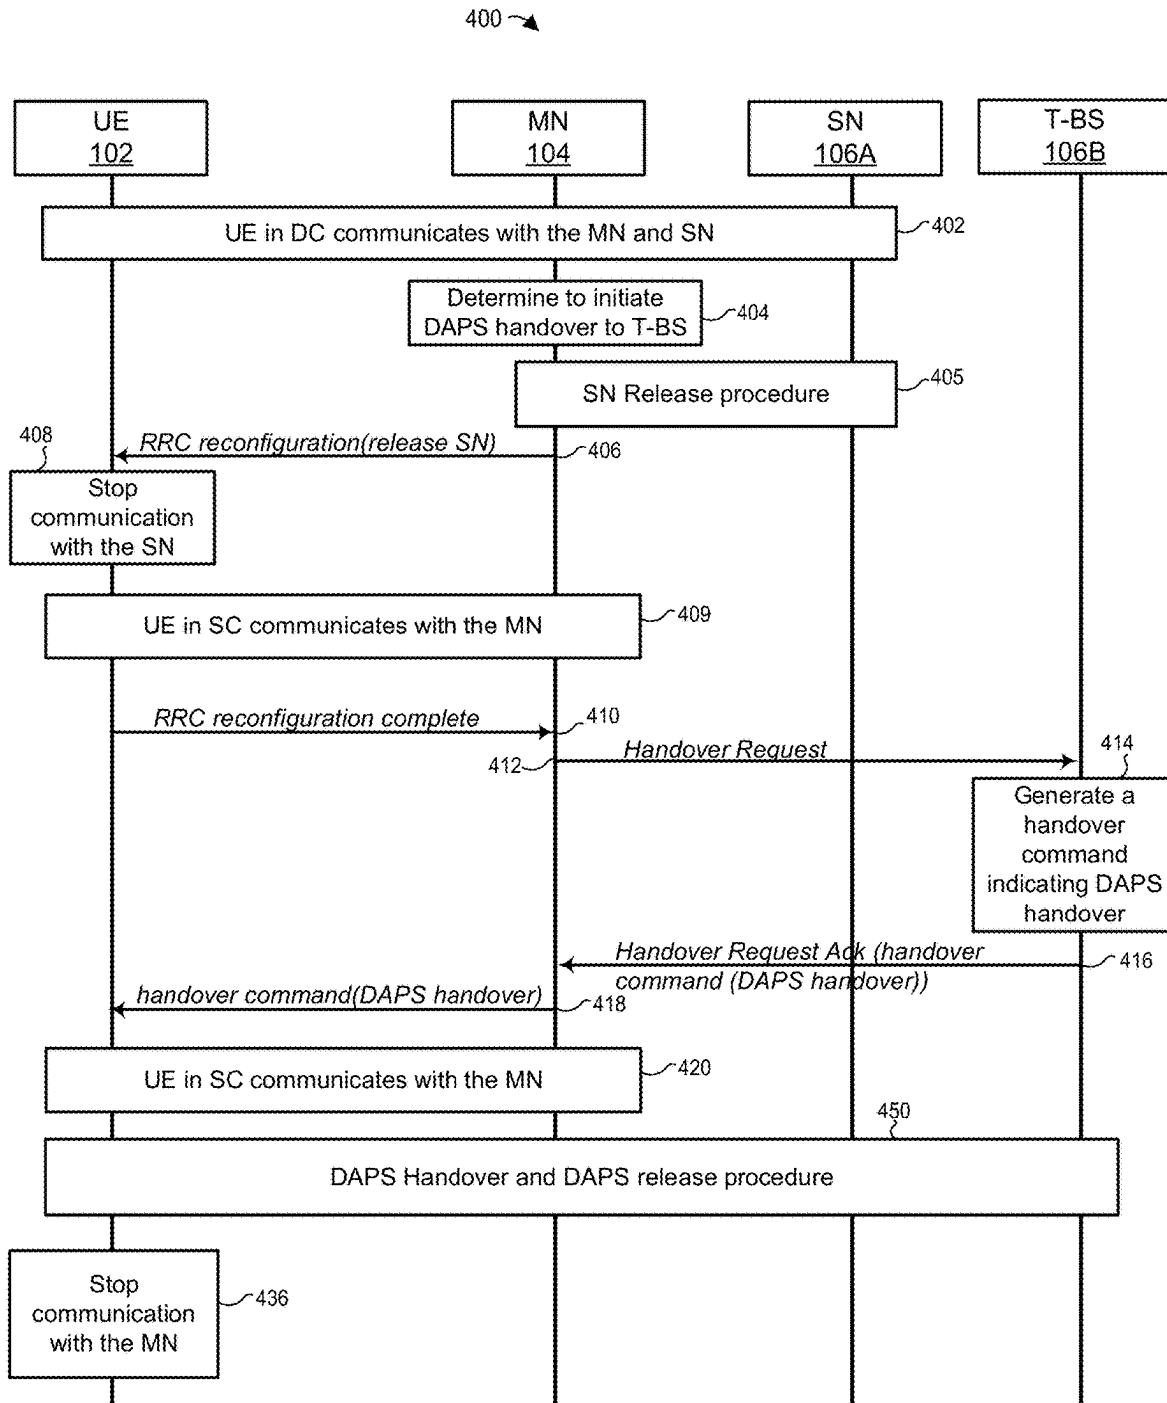 400
UE
102
MN
104
SN
106A
T-BS
106B
UE in DC communicates with the MN and SN
402
Determine to initiate
DAPS handover to T-BS
404
SN Release procedure
405
RRC reconfiguration(release SN)
406
408
Stop
communication
with the SN
UE in SC communicates with the MN
409
RRC reconfiguration complete
410
412
Handover Request
414
Generate a
handover
command
indicating DAPS
handover
Handover Request Ack (handover
command (DAPS handover))
416
handover command(DAPS handover)
418
UE in SC communicates with the MN
420
450
DAPS Handover and DAPS release procedure
Stop
communication
with the MN
436